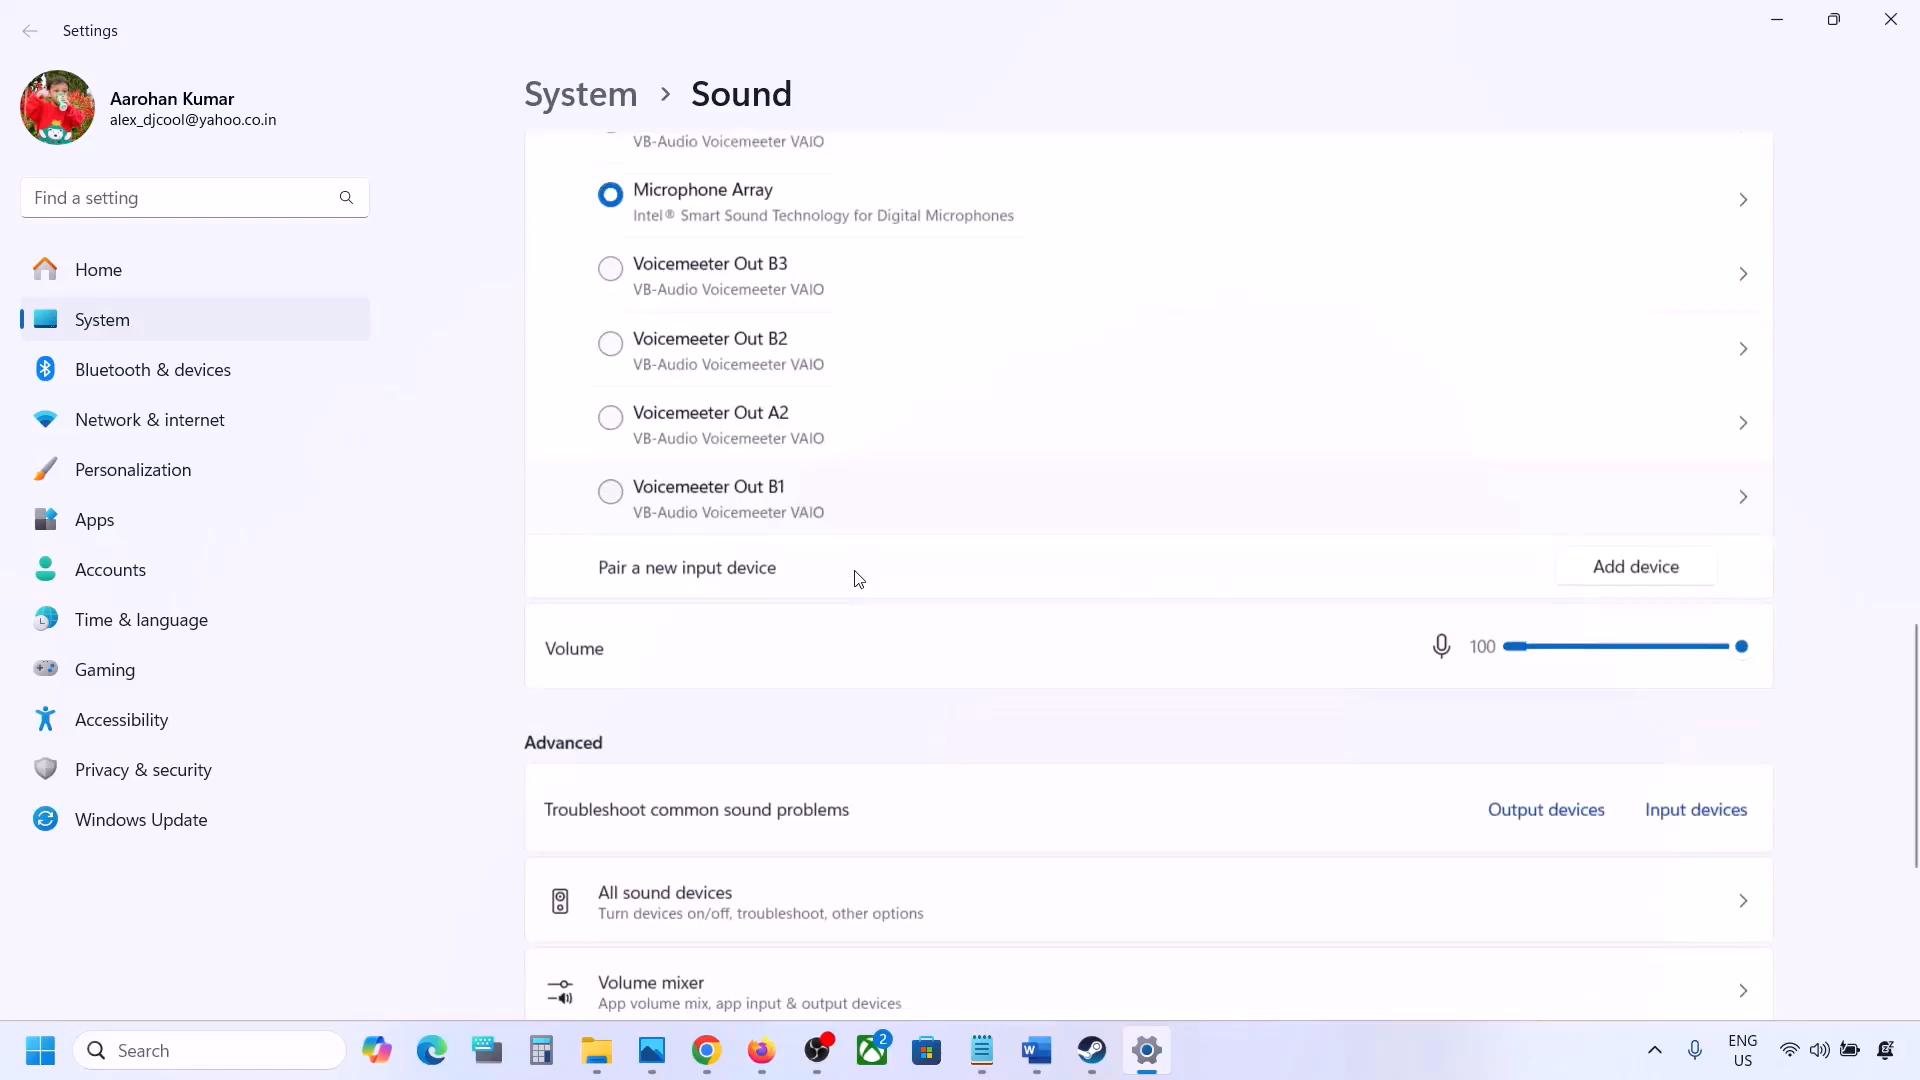 Settings
Aarohan Kumar
alex_djcool@yahoo.co.in
Find a setting
Home
System
Bluetooth & devices
Network & internet
Personalization
Apps
Accounts
Time & language
Gaming
Accessibility
Privacy & security
Windows Update
System > Sound
VB-Audio Voicemeeter VAIO
Microphone Array
Intel® Smart Sound Technology for Digital Microphones
Voicemeeter Out B3
VB-Audio Voicemeeter VAIO
Voicemeeter Out B2
VB-Audio Voicemeeter VAIO
Voicemeeter Out A2
VB-Audio Voicemeeter VAIO
Voicemeeter Out B1
VB-Audio Voicemeeter VAIO
Pair a new input device Add device
Volume 100
Advanced
Troubleshoot common sound problems Output devices Input devices
All sound devices
Turn devices on/off, troubleshoot, other options
Volume mixer
App volume mix, app input & output devices
Search
2
ENG
US